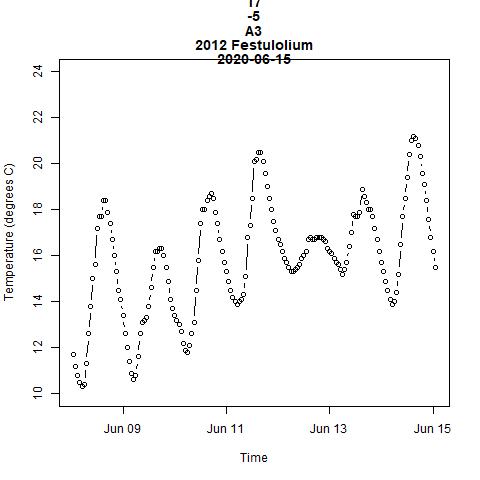 17
-5
A3
2012 Festulolium
2020-06-15
Temperature (degrees C)
24
22
20
18
16
14
12
10
Jun 09
Jun 11
Jun 13
Jun 15
Time